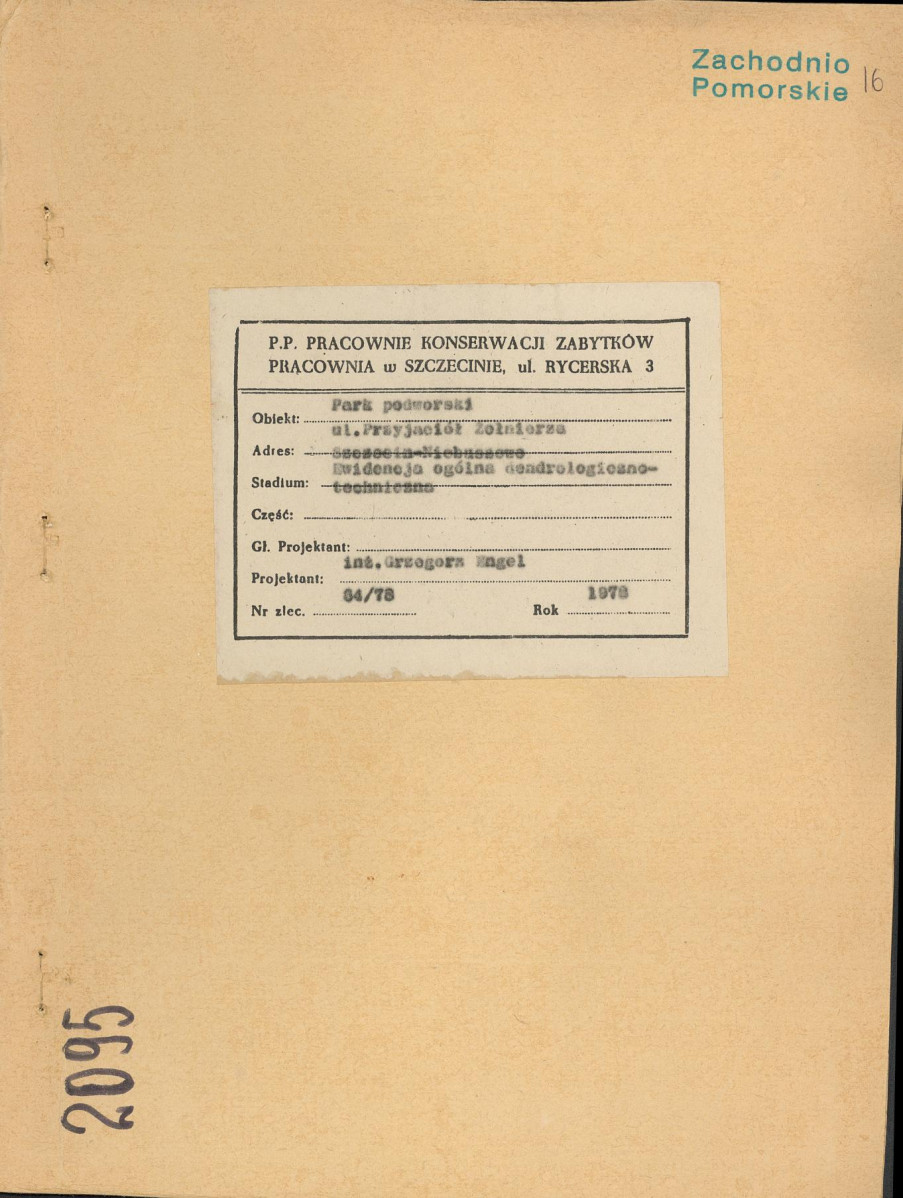 Zachodnio
Pomorskie
16
P.P. PRACOWNIE KONSERWACJI ZABYTKÓW
PRACOWNIA w SZCZECINIE, ul. RYCERSKA 3
Obiekt: Park podworski
ul.Przyjaciół Żołnierza
Adres: Szczecin-Niebuszewo
Ewidencja ogólna dendrologiczno-
Stadium: techniczna
Część:
Gł. Projektant:
inż.Grzegorz Engel
Projektant:
64/78 1978
Nr zlec. Rok
2095